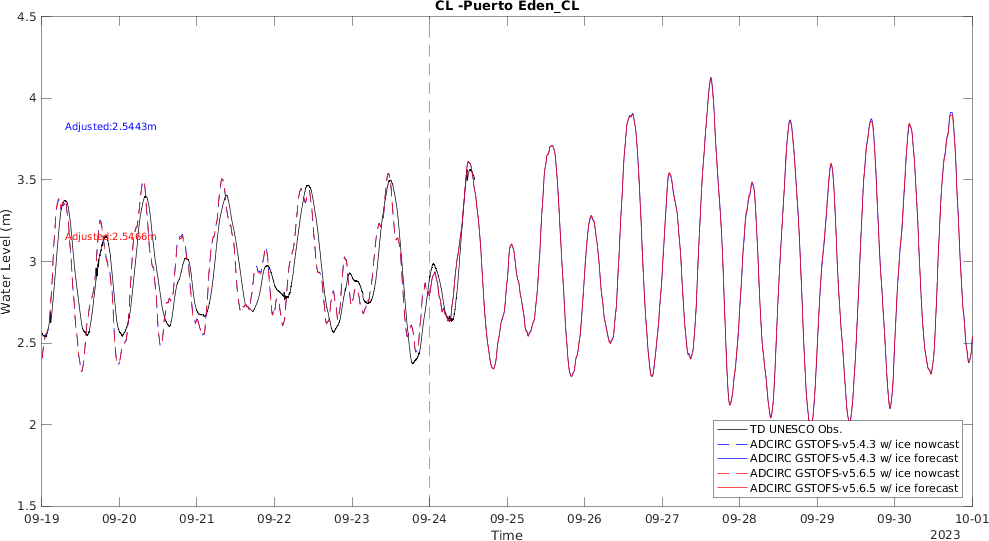 CL -Puerto Eden_CL
4.5
4
3.5
3
2.5
2
1.5
Water Level (m)
Adjusted:2.5443m
Adjusted:2.5466m
TD UNESCO Obs.
ADCIRC GSTOFS-v5.4.3 w/ ice nowcast
ADCIRC GSTOFS-v5.4.3 w/ ice forecast
ADCIRC GSTOFS-v5.6.5 w/ ice nowcast
ADCIRC GSTOFS-v5.6.5 w/ ice forecast
09-19 09-20 09-21 09-22 09-23 09-24 09-25 09-26 09-27 09-28 09-29 09-30 10-01
Time
2023